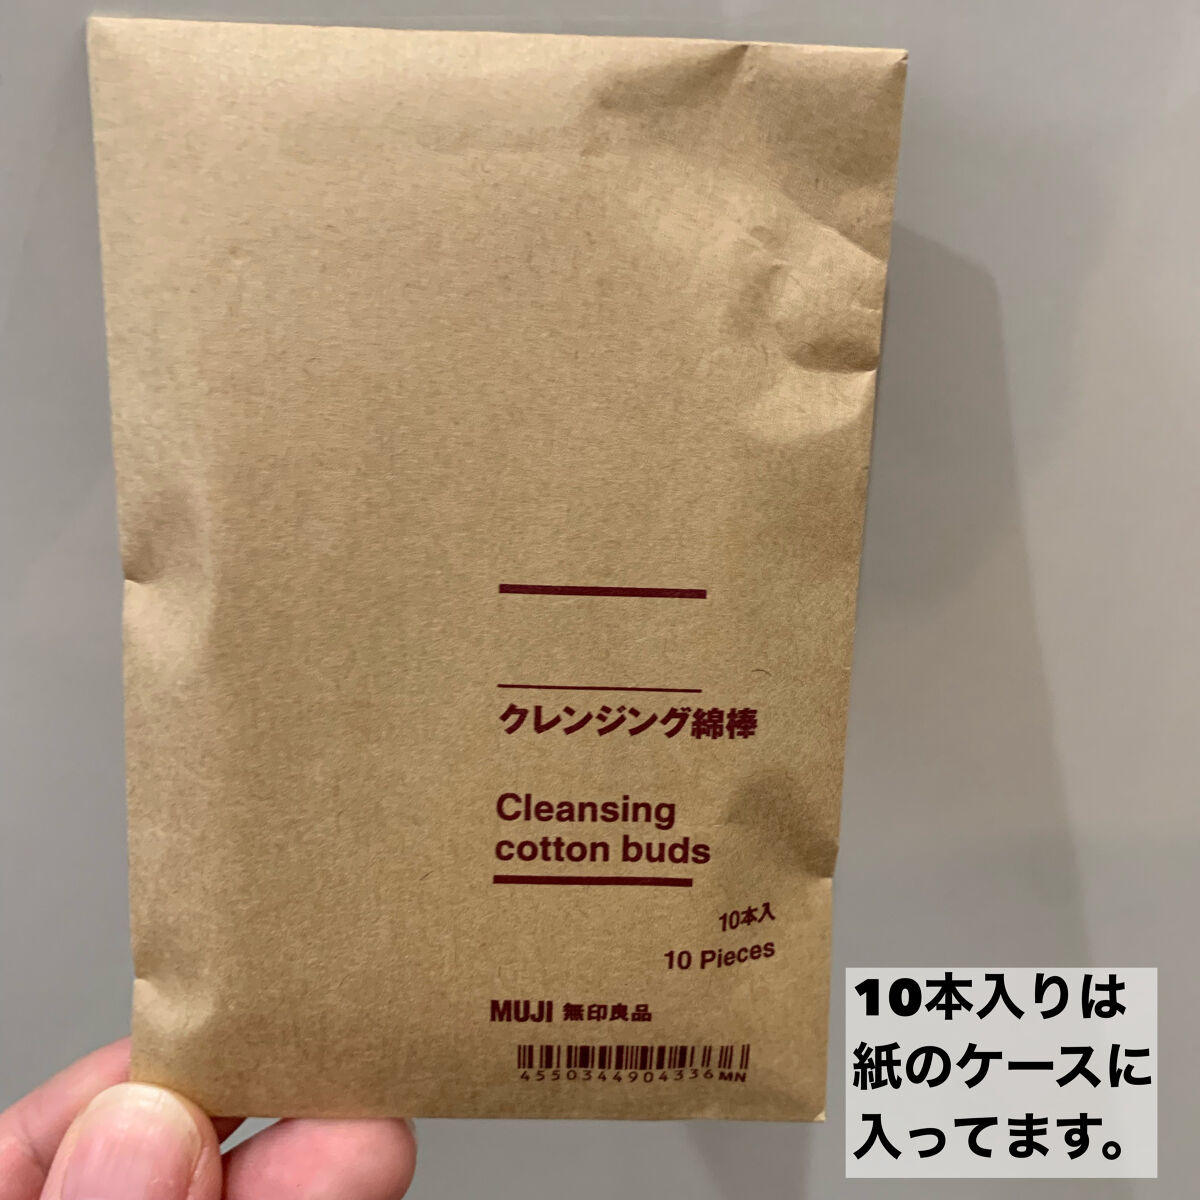 クレンジング綿棒
Cleansing
cotton buds
10本入
10 Pieces
MUJI 無印良品
4550344904336MN
10本入りは
紙のケースに
入ってます。